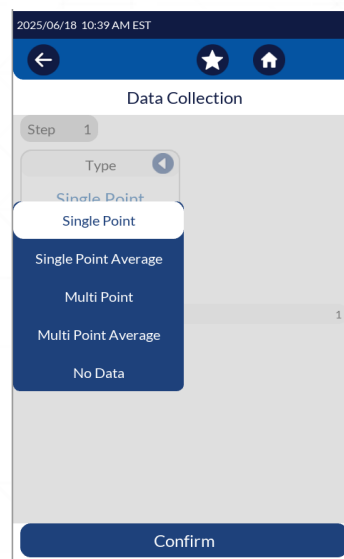 2025/06/18 10:39 AM EST
Data Collection
Step 1
Type
Single Point
Single Point
Single Point Average
1
Multi Point
Multi Point Average
No Data
Confirm